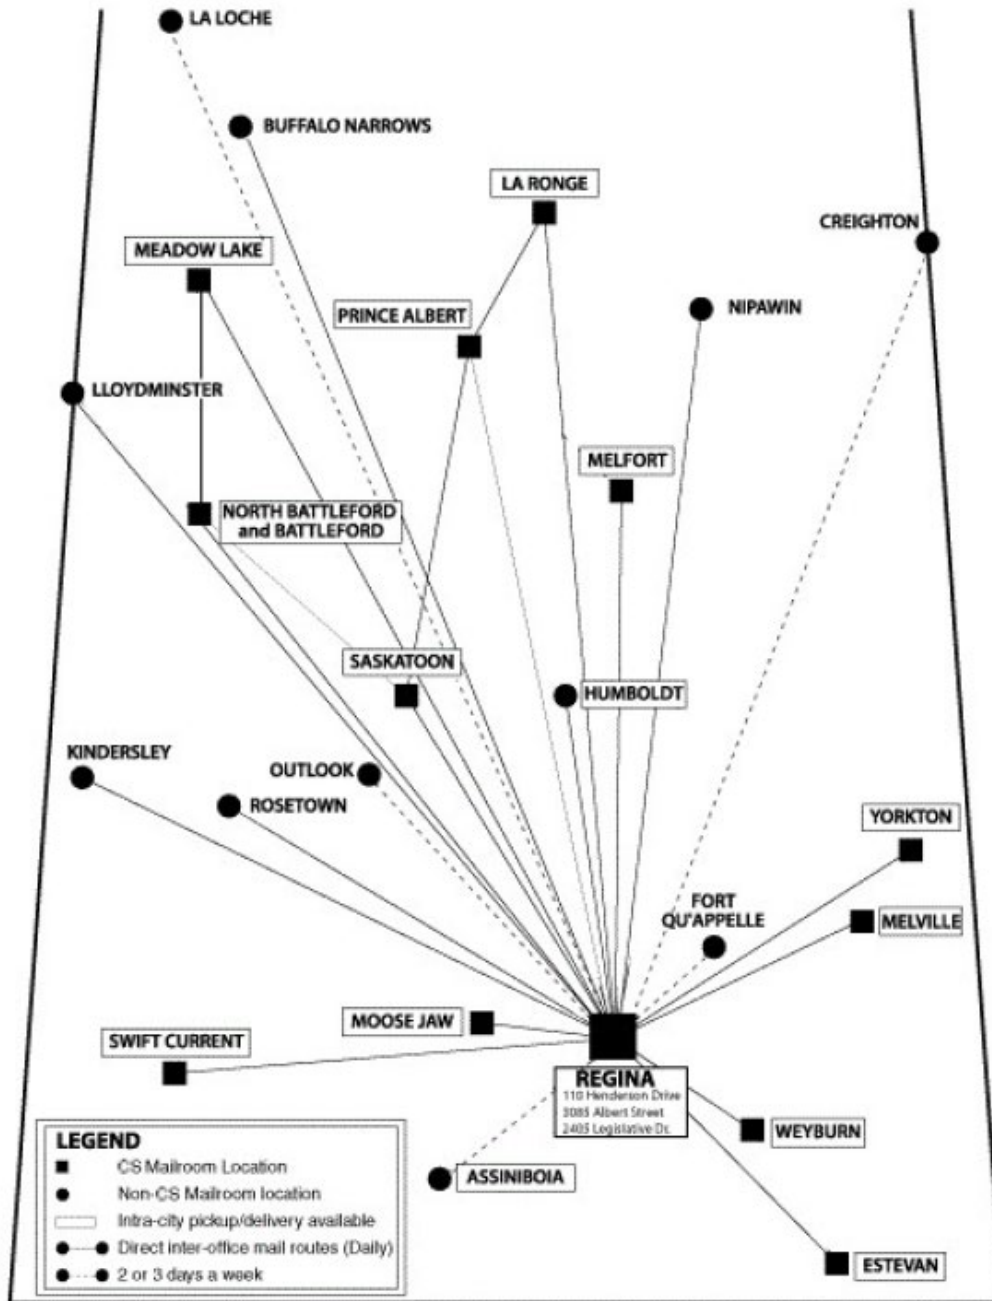 LA LOCHE
BUFFALO NARROWS
LA RONGE
CREIGHTON
MEADOW LAKE
NIPAWIN
PRINCE ALBERT
LLOYDMINSTER
MELFORT
NORTH BATTLEFORD
and BATTLEFORD
SASKATOON
HUMBOLDT
KINDERSLEY
OUTLOOK
ROSETOWN
YORKTON
FORT
QU'APPELLE
MELVILLE
MOOSE JAW
SWIFT CURRENT
REGINA
110 Henderson Drive
3085 Albert Street
2405 Legislative Dr.
WEYBURN
ASSINIBOIA
ESTEVAN
LEGEND
CS Mailroom Location
Non-CS Mailroom location
Intra-city pickup/delivery available
Direct inter-office mail routes (Daily)
2 or 3 days a week